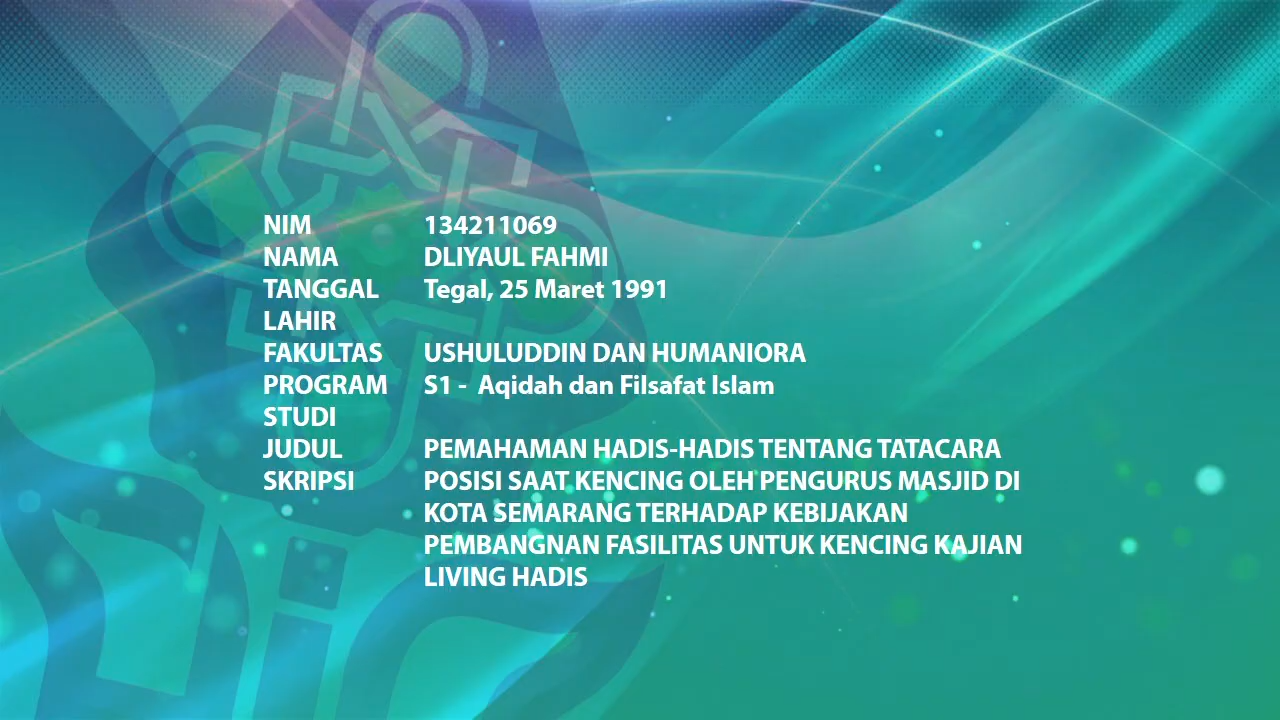 NIM 134211069
NAMA DLIYAUL FAHMI
TANGGAL LAHIR Tegal, 25 Maret 1991
FAKULTAS USHULUDDIN DAN HUMANIORA
PROGRAM STUDI S1 - Aqidah dan Filsafat Islam
JUDUL SKRIPSI PEMAHAMAN HADIS-HADIS TENTANG TATACARA
POSISI SAAT KENCING OLEH PENGURUS MASJID DI
KOTA SEMARANG TERHADAP KEBIJAKAN
PEMBANGNAN FASILITAS UNTUK KENCING KAJIAN
LIVING HADIS